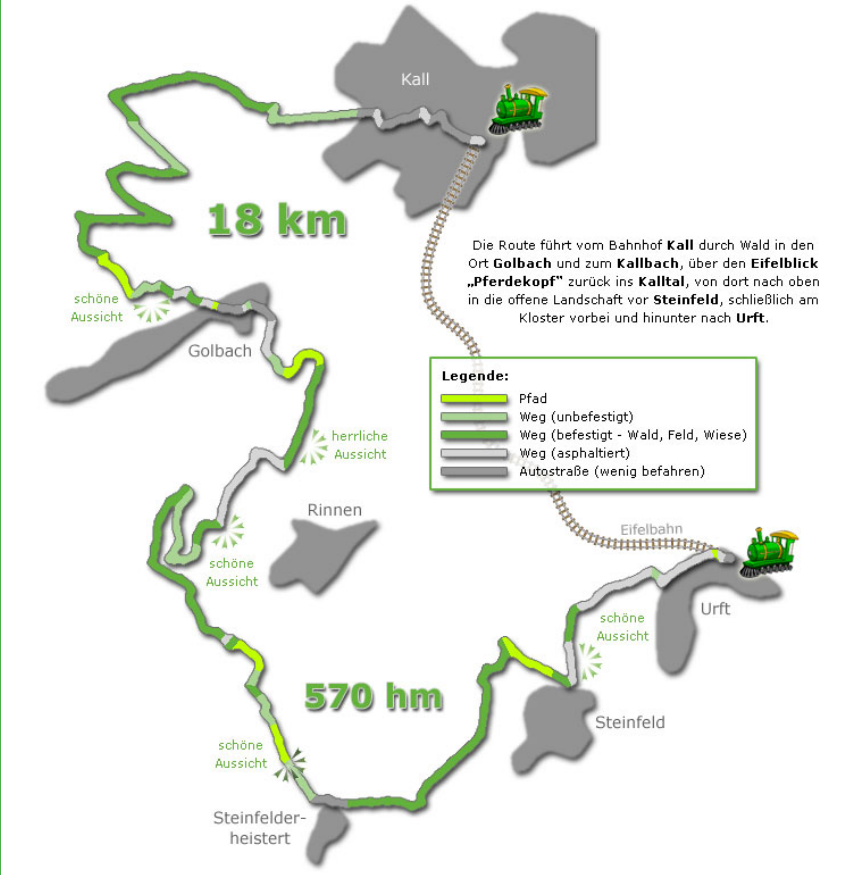 Kall
18 km
Die Route führt vom Bahnhof Kall durch Wald in den
Ort Golbach und zum Kallbach, über den Eifelblick
„Pferdekopf" zurück ins Kalltal, von dort nach oben
in die offene Landschaft vor Steinfeld, schließlich am
Kloster vorbei und hinunter nach Urft.
schöne
Aussicht
Golbach
Legende:
Pfad
Weg (unbefestigt)
Weg (befestigt - Wald, Feld, Wiese)
Weg (asphaltiert)
Autostraße (wenig befahren)
herrliche
Aussicht
Rinnen
schöne
Aussicht
Eifelbahn
Urft
schöne
Aussicht
570 hm
Steinfeld
schöne
Aussicht
Steinfelder-
heistert